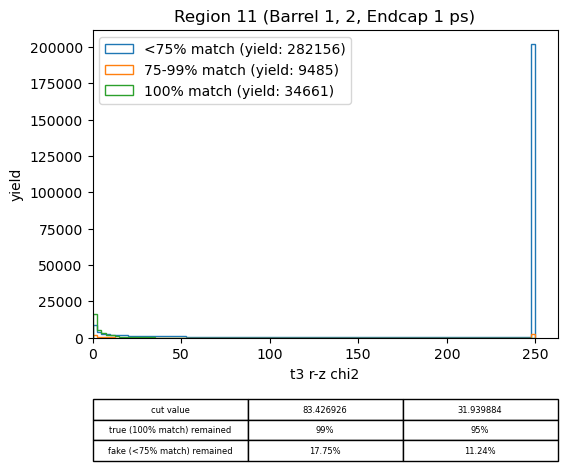 Region 11 (Barrel 1, 2, Endcap 1 ps)
<75% match (yield: 282156)
75-99% match (yield: 9485)
100% match (yield: 34661)
200000
175000
150000
125000
100000
75000
50000
25000
0
yield
0 50 100 150 200 250
t3 r-z chi2
cut value 83.426926 31.939884
true (100% match) remained 99% 95%
fake (<75% match) remained 17.75% 11.24%